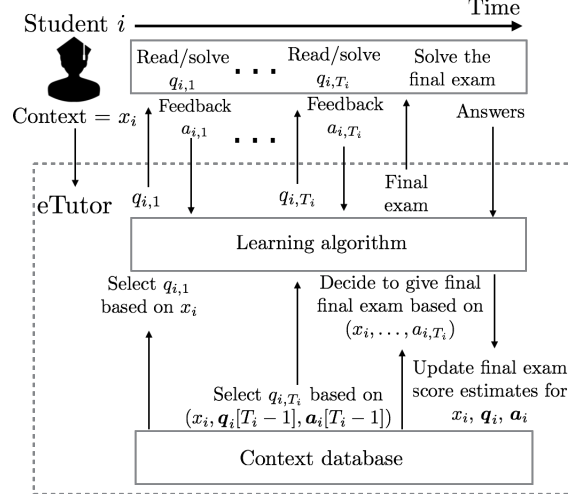 Time
Student i
Read/solve q_{i,1}
. . .
Read/solve q_{i,T_i}
Solve the final exam
Context = x_i
Feedback a_{i,1}
. . .
Feedback a_{i,T_i}
Answers
eTutor
q_{i,1}
q_{i,T_i}
Final exam
Learning algorithm
Select q_{i,1}
based on x_i
Decide to give final
final exam based on
(x_i, . . . , a_{i,T_i})
Select q_{i,T_i} based on
(x_i, q_i[T_i − 1], a_i[T_i − 1])
Update final exam
score estimates for
x_i, q_i, a_i
Context database